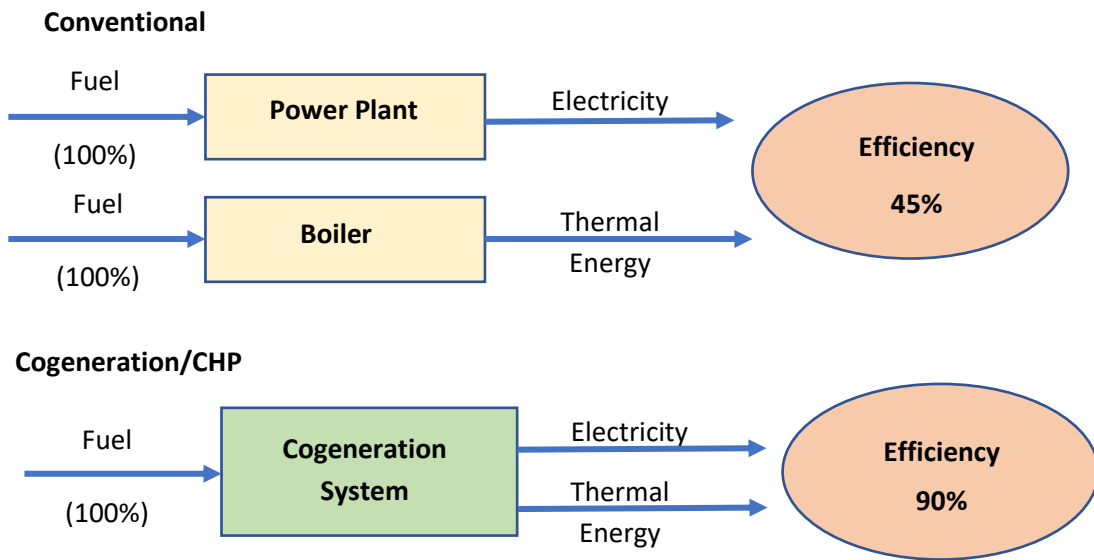 Conventional
Fuel
(100%)
Power Plant
Electricity
Fuel
(100%)
Boiler
Thermal
Energy
Efficiency
45%
Cogeneration/CHP
Fuel
(100%)
Cogeneration
System
Electricity
Thermal
Energy
Efficiency
90%